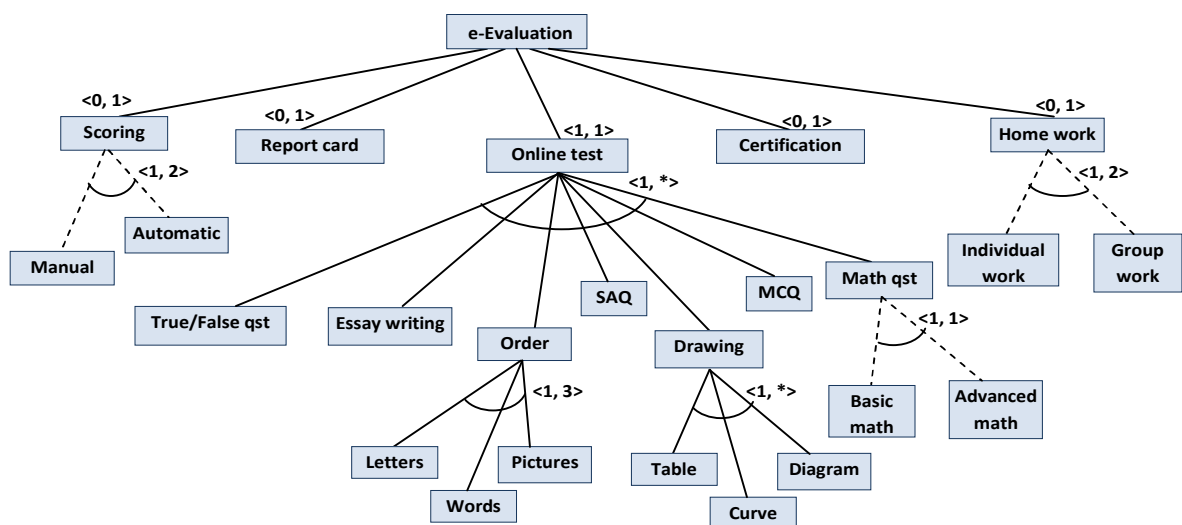 e-Evaluation
<0, 1>
<0, 1>
<1, 1>
<0, 1>
<0, 1>
Scoring
Report card
Online test
Certification
Home work
<1, 2>
<1, *>
<1, 2>
Manual
Automatic
Individual
work
Group
work
True/False qst
Essay writing
Order
SAQ
Drawing
MCQ
Math qst
<1, 3>
<1, *>
<1, 1>
Letters
Words
Pictures
Table
Curve
Diagram
Basic
math
Advanced
math